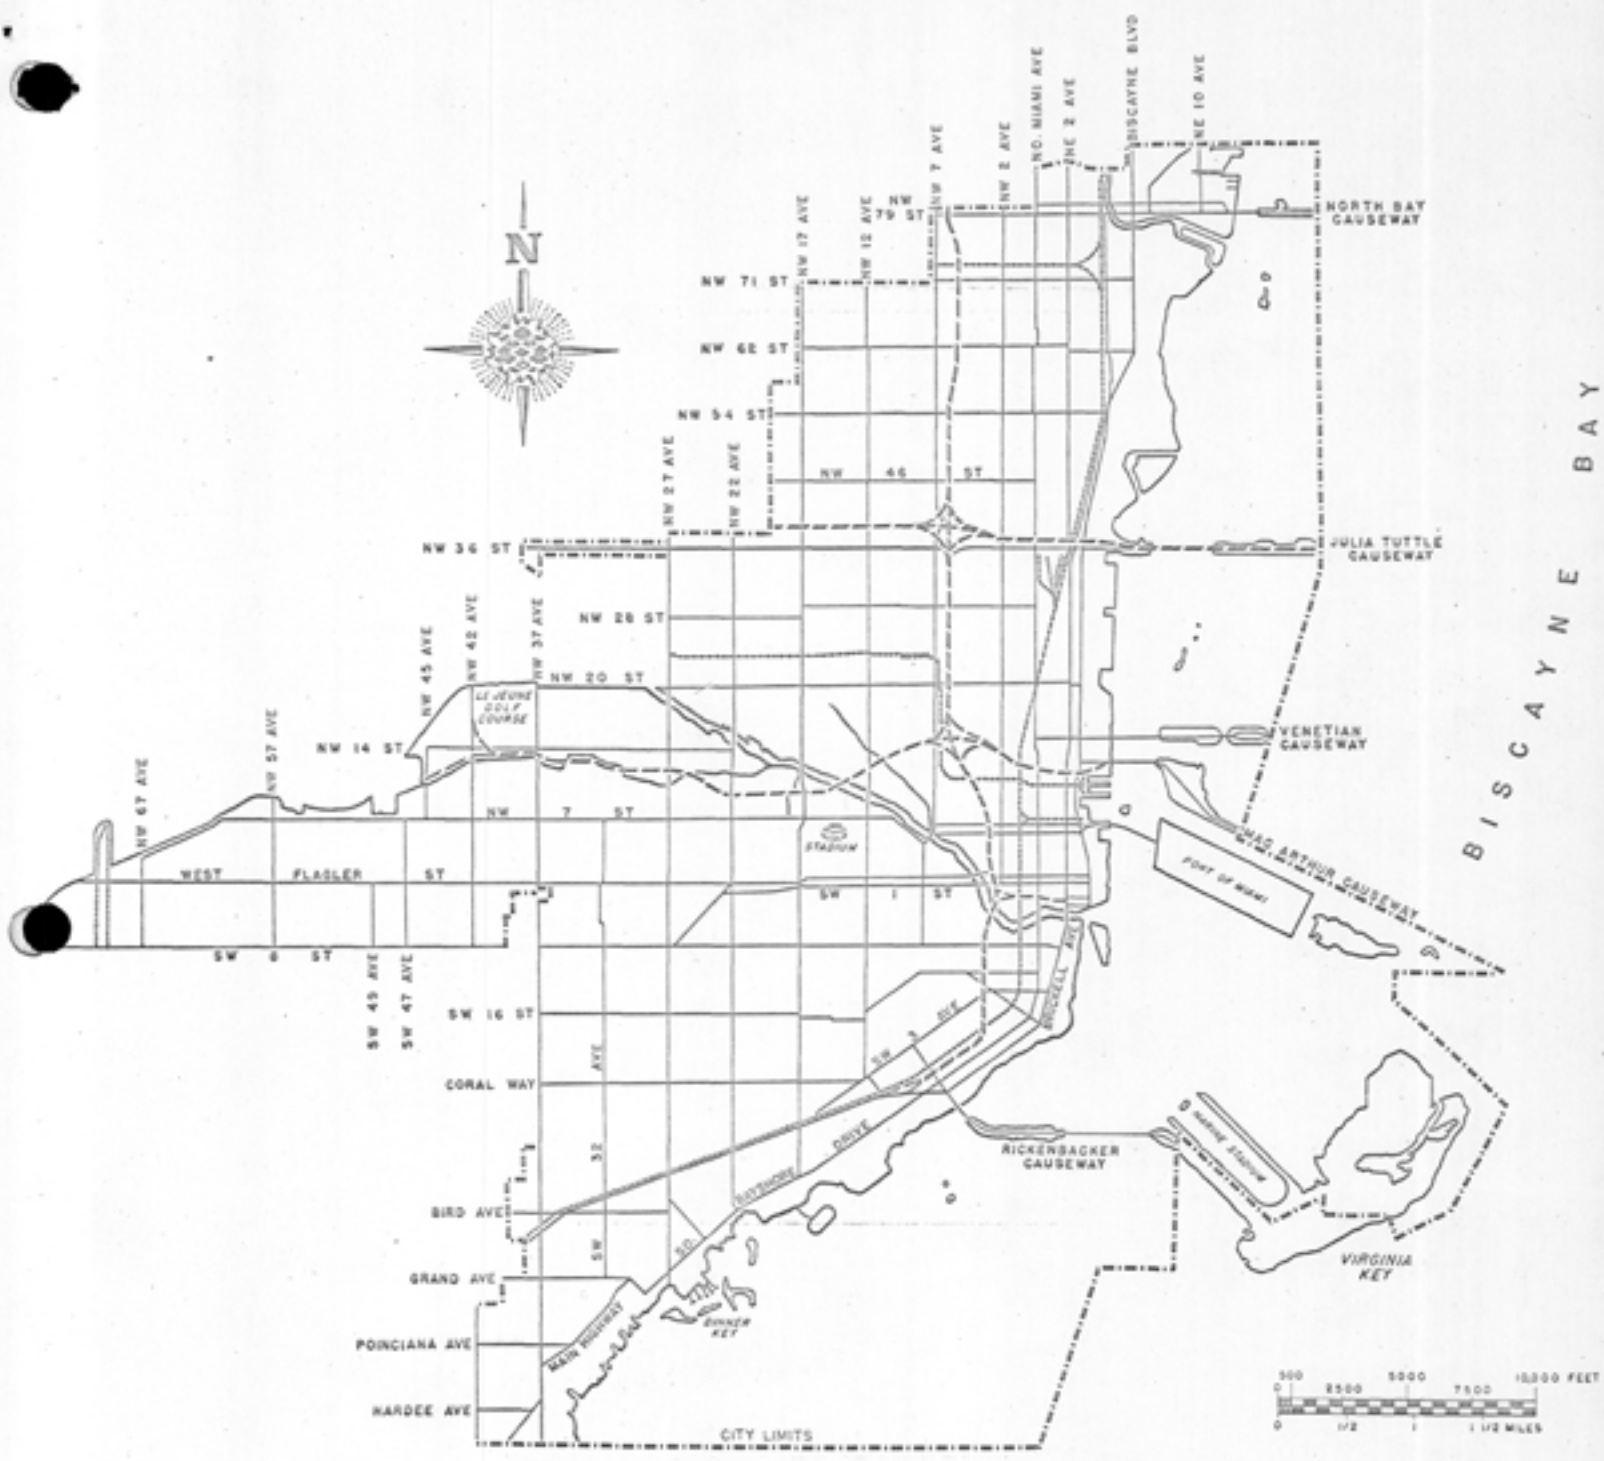 BISCAYNE BLVD
NO. MIAMI AVE
NE 2 AVE
NE 10 AVE
NW 7 AVE
NW 2 AVE
NW 17 AVE
NW 12 AVE
NW
79 ST
NORTH BAY
CAUSEWAY
N
NW 71 ST
NW 62 ST
NW 54 ST
NW 27 AVE
NW 22 AVE
NW 46 ST
BISCAYNE BAY
NW 36 ST
JULIA TUTTLE
CAUSEWAY
NW 28 ST
NW 45 AVE
NW 42 AVE
NW 37 AVE
NW 20 ST
LE JEUNE
GOLF
COURSE
NW 57 AVE
NW 14 ST
VENETIAN
CAUSEWAY
NW 67 AVE
NW 7 ST
STADIUM
MAC ARTHUR CAUSEWAY
PORT OF MIAMI
WEST FLAGLER ST
SW 1 ST
SW 8 ST
SW 49 AVE
SW 47 AVE
BRICKELL AVE
SW 16 ST
SW 3 AVE
CORAL WAY
SW 32 AVE
RICKENBACKER
CAUSEWAY
MARINE STADIUM
SO. BAYSHORE DRIVE
BIRD AVE
VIRGINIA
KEY
GRAND AVE
DINNER
KEY
MAIN HIGHWAY
POINCIANA AVE
HARDEE AVE
CITY LIMITS
500 5000 10,000 FEET
0 2500 7500
0 1/2 1 1 1/2 MILES